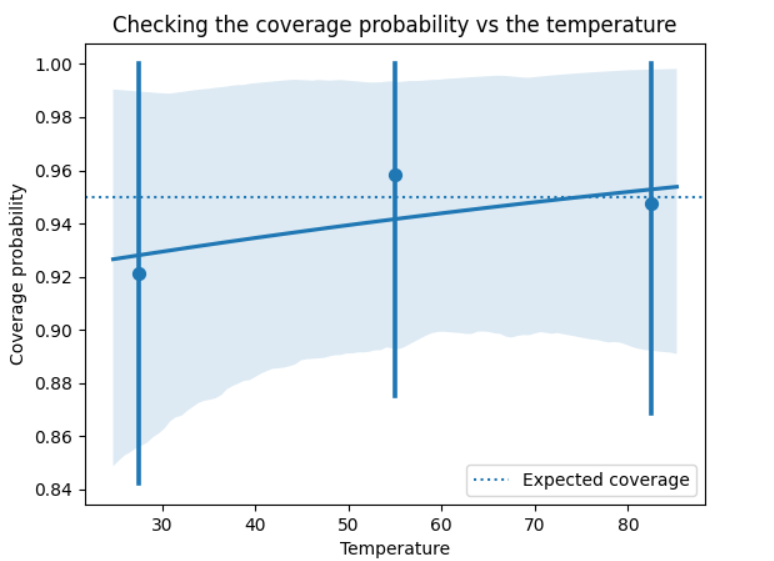 Checking the coverage probability vs the temperature
1.00
0.98
0.96
0.94
0.92
0.90
0.88
0.86
0.84
Coverage probability
Expected coverage
30 40 50 60 70 80
Temperature